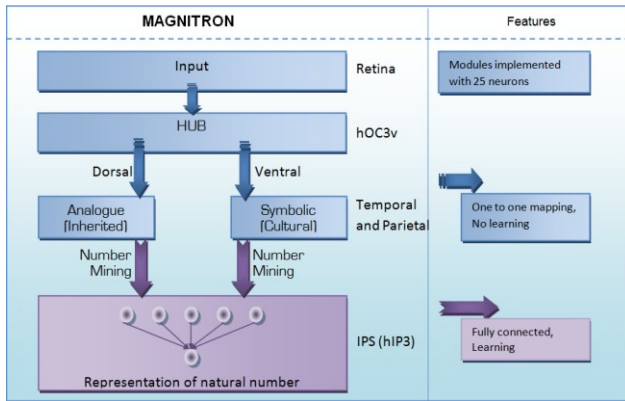 MAGNITRON
Features
Input
Retina
Modules implemented
with 25 neurons
HUB
hOC3v
Dorsal
Ventral
Analogue
(Inherited)
Symbolic
(Cultural)
Temporal
and Parietal
One to one mapping,
No learning
Number
Mining
Number
Mining
IPS (hIP3)
Fully connected,
Learning
Representation of natural number